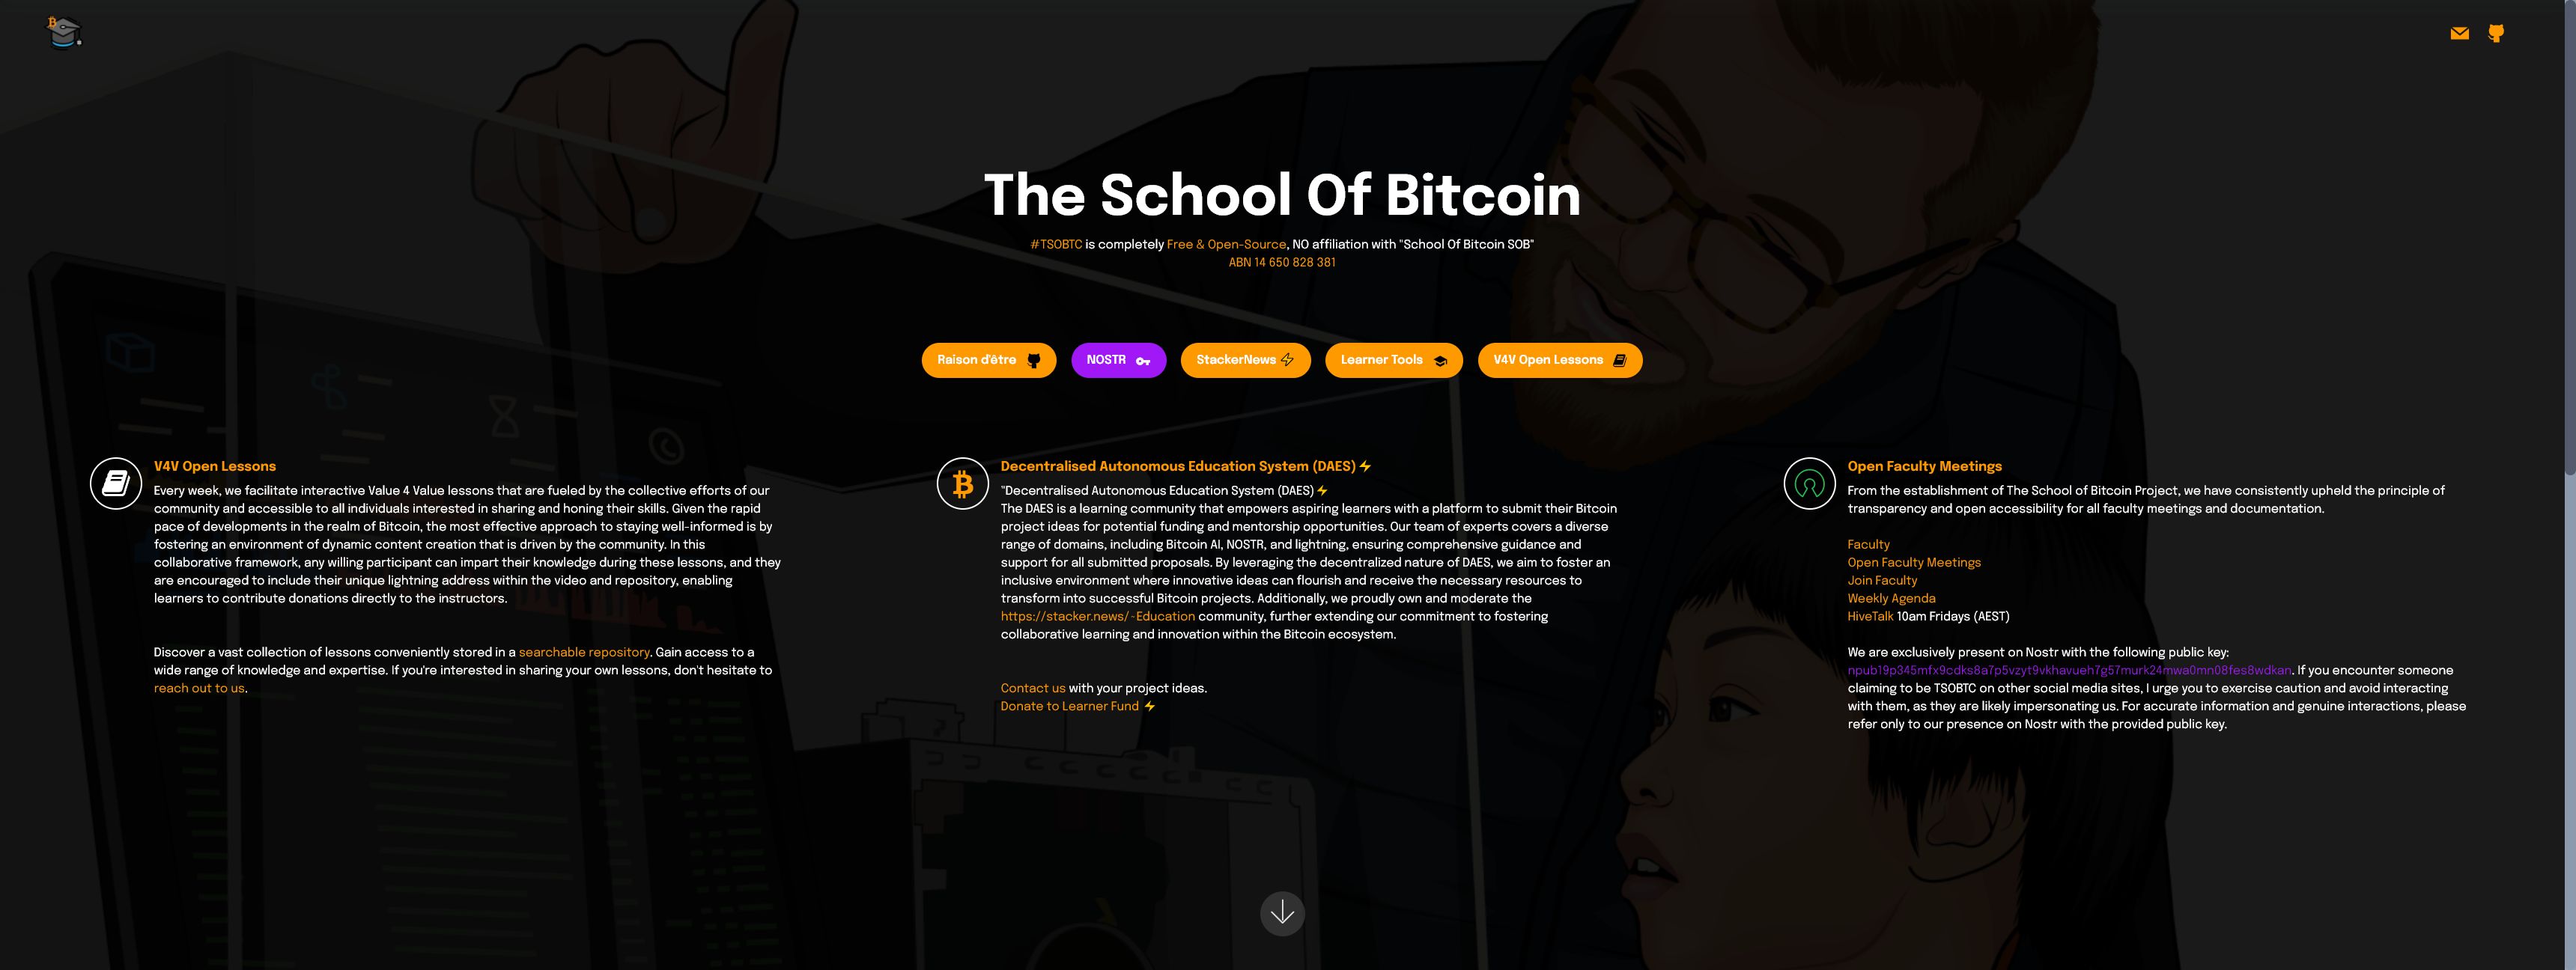 The School Of Bitcoin
#TSOBTC is completely Free & Open-Source, NO affiliation with "School Of Bitcoin SOB"
ABN 14 650 828 381
Raison d'être
NOSTR
StackerNews
Learner Tools
V4V Open Lessons
V4V Open Lessons
Every week, we facilitate interactive Value 4 Value lessons that are fueled by the collective efforts of our
community and accessible to all individuals interested in sharing and honing their skills. Given the rapid
pace of developments in the realm of Bitcoin, the most effective approach to staying well-informed is by
fostering an environment of dynamic content creation that is driven by the community. In this
collaborative framework, any willing participant can impart their knowledge during these lessons, and they
are encouraged to include their unique lightning address within the video and repository, enabling
learners to contribute donations directly to the instructors.
Discover a vast collection of lessons conveniently stored in a searchable repository. Gain access to a
wide range of knowledge and expertise. If you're interested in sharing your own lessons, don't hesitate to
reach out to us.
Decentralised Autonomous Education System (DAES)⚡
"Decentralised Autonomous Education System (DAES)⚡
The DAES is a learning community that empowers aspiring learners with a platform to submit their Bitcoin
project ideas for potential funding and mentorship opportunities. Our team of experts covers a diverse
range of domains, including Bitcoin AI, NOSTR, and lightning, ensuring comprehensive guidance and
support for all submitted proposals. By leveraging the decentralized nature of DAES, we aim to foster an
inclusive environment where innovative ideas can flourish and receive the necessary resources to
transform into successful Bitcoin projects. Additionally, we proudly own and moderate the
https://stacker.news/~Education community, further extending our commitment to fostering
collaborative learning and innovation within the Bitcoin ecosystem.
Contact us with your project ideas.
Donate to Learner Fund ⚡
Open Faculty Meetings
From the establishment of The School of Bitcoin Project, we have consistently upheld the principle of
transparency and open accessibility for all faculty meetings and documentation.
Faculty
Open Faculty Meetings
Join Faculty
Weekly Agenda
HiveTalk 10am Fridays (AEST)
We are exclusively present on Nostr with the following public key:
npub19p345mfx9cdks8a7p5vzyt9vkhavueh7g57murk24mwa0mn08fes8wdkan. If you encounter someone
claiming to be TSOBTC on other social media sites, I urge you to exercise caution and avoid interacting
with them, as they are likely impersonating us. For accurate information and genuine interactions, please
refer only to our presence on Nostr with the provided public key.